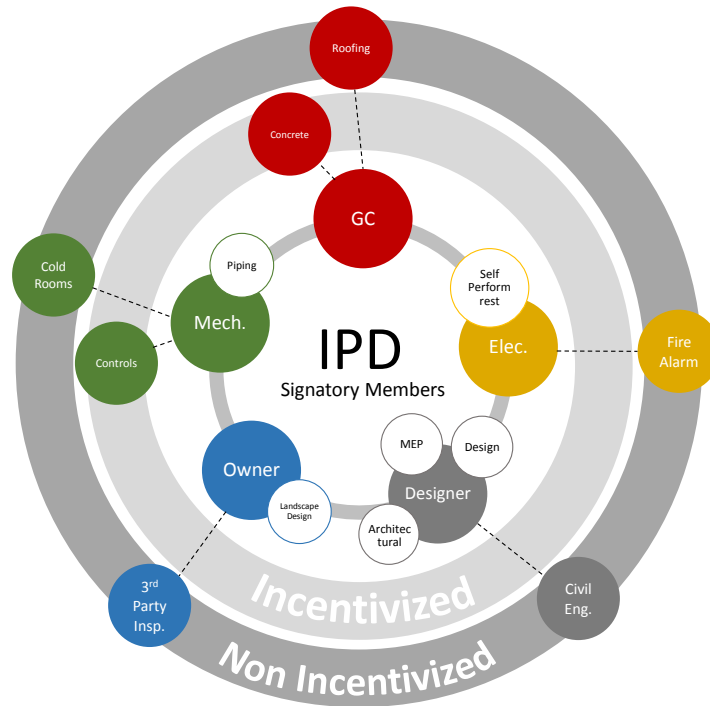 Roofing
Concrete
GC
Piping
Self
Perform
rest
Cold
Rooms
Mech.
Elec.
Fire
Alarm
Controls
IPD
Signatory Members
MEP
Design
Owner
Designer
Landscape
Design
Architec
tural
3rd
Party
Insp.
Civil
Eng.
Incentivized
Non Incentivized